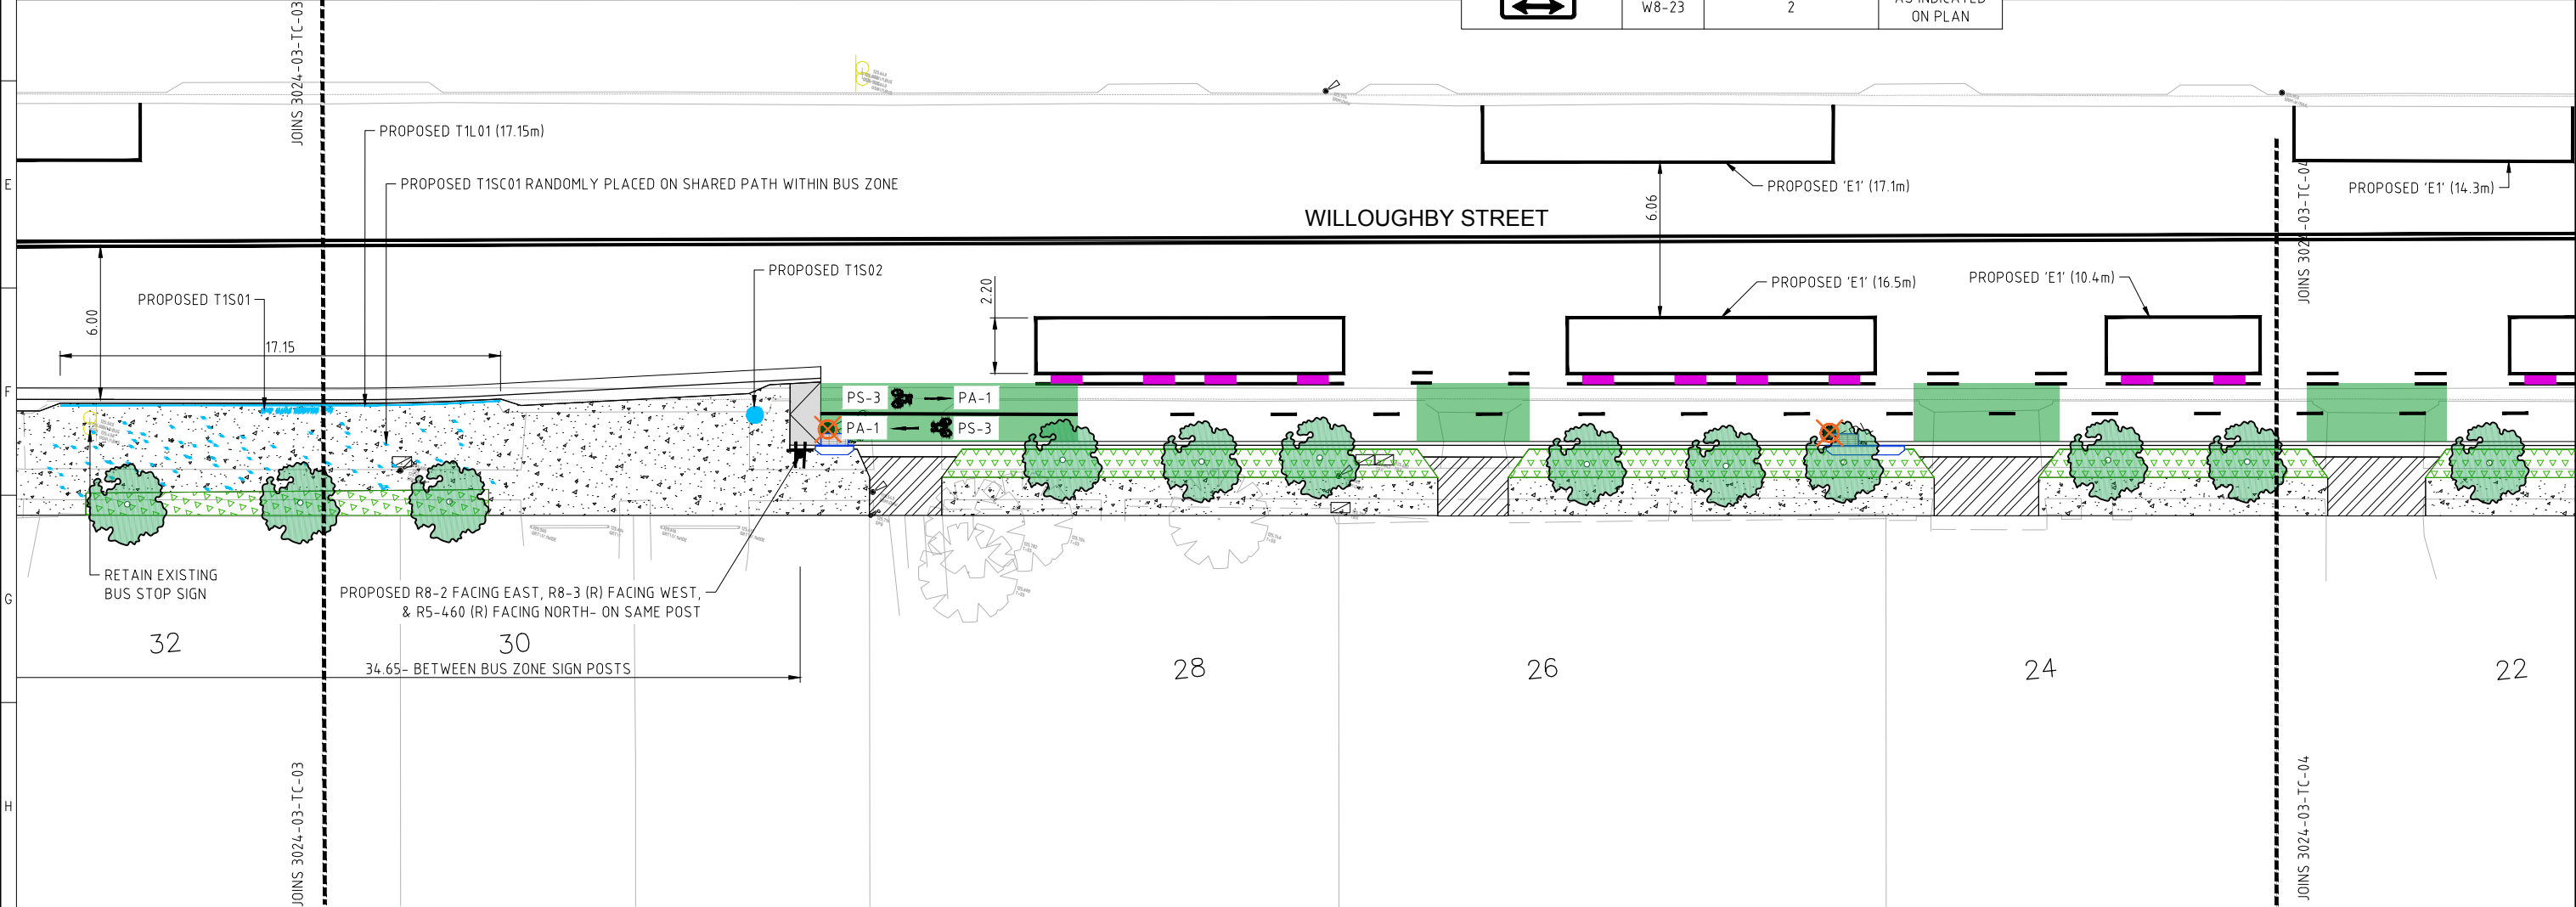 W8-23
2
AS INDICATED
ON PLAN
JOINS 3024-03-TC-03
PROPOSED T1L01 (17.15m)
E
PROPOSED T1SC01 RANDOMLY PLACED ON SHARED PATH WITHIN BUS ZONE
PROPOSED 'E1' (17.1m)
PROPOSED 'E1' (14.3m)
6.06
WILLOUGHBY STREET
JOINS 3024-03-TC-04
PROPOSED T1S02
PROPOSED 'E1' (16.5m)
PROPOSED 'E1' (10.4m)
2.20
PROPOSED T1S01
6.00
17.15
F
PS-3
PA-1
PA-1
PS-3
RETAIN EXISTING
BUS STOP SIGN
PROPOSED R8-2 FACING EAST, R8-3 (R) FACING WEST,
& R5-460 (R) FACING NORTH- ON SAME POST
G
32
30
34.65- BETWEEN BUS ZONE SIGN POSTS
28
26
24
22
H
JOINS 3024-03-TC-03
JOINS 3024-03-TC-04